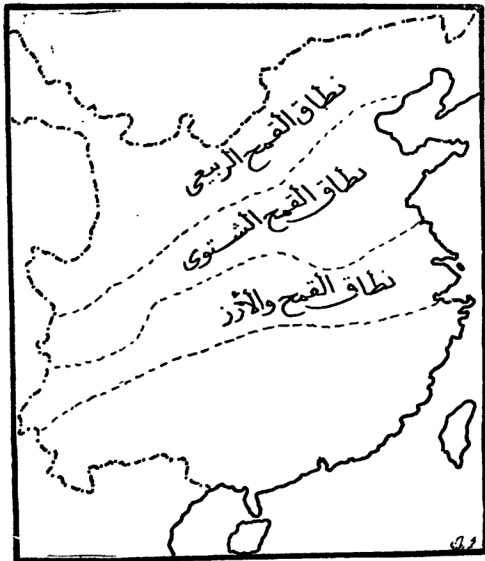 نطاق القمح الربيعى
نطاق القمح الشتوى
نطاق القمح والأرز